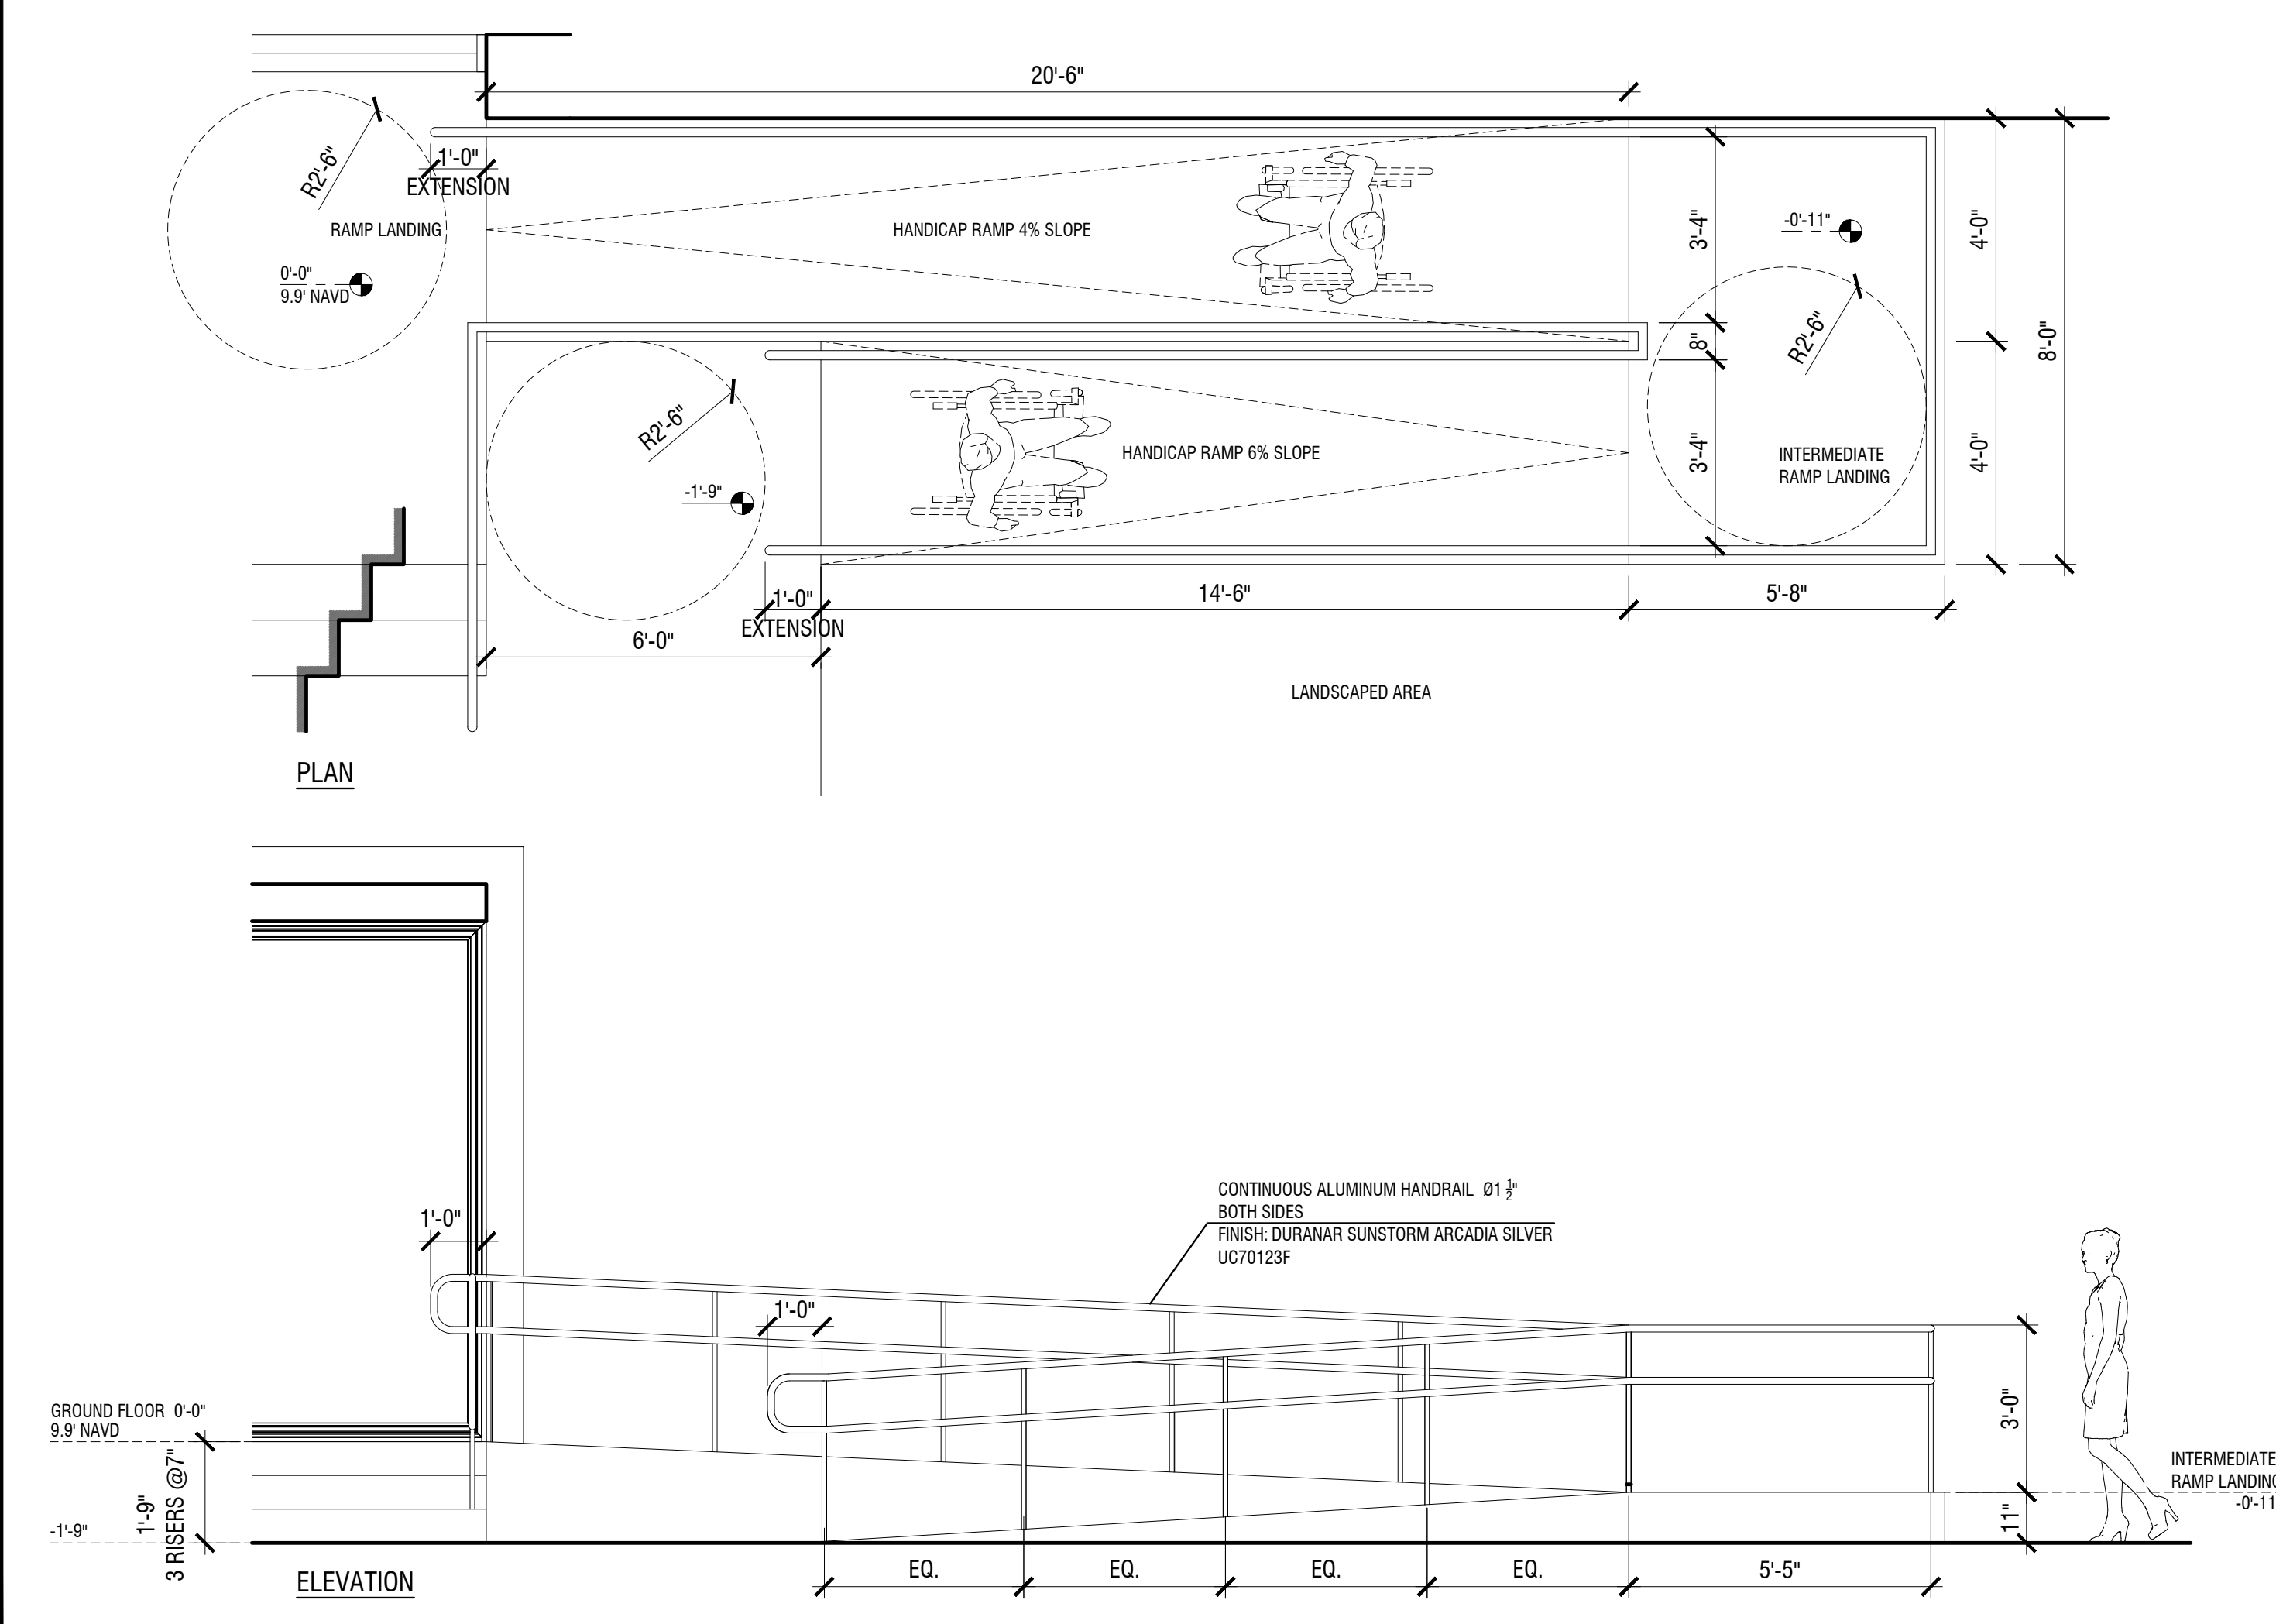 20'-6"
R2'-6"
1'-0"
EXTENSION
RAMP LANDING
0'-0"
9.9' NAVD
HANDICAP RAMP 4% SLOPE
3'-4"
-0'-11"
4'-0"
8"
R2'-6"
8'-0"
R2'-6"
-1'-9"
HANDICAP RAMP 6% SLOPE
3'-4"
INTERMEDIATE
RAMP LANDING
4'-0"
1'-0"
EXTENSION
14'-6"
5'-8"
6'-0"
LANDSCAPED AREA
PLAN
CONTINUOUS ALUMINUM HANDRAIL Ø1 1/2"
BOTH SIDES
FINISH: DURANAR SUNSTORM ARCADIA SILVER
UC70123F
1'-0"
1'-0"
GROUND FLOOR 0'-0"
9.9' NAVD
3'-0"
1'-9"
3 RISERS @7"
-1'-9"
INTERMEDIATE
RAMP LANDING
-0'-11
11"
EQ.
EQ.
EQ.
EQ.
5'-5"
ELEVATION